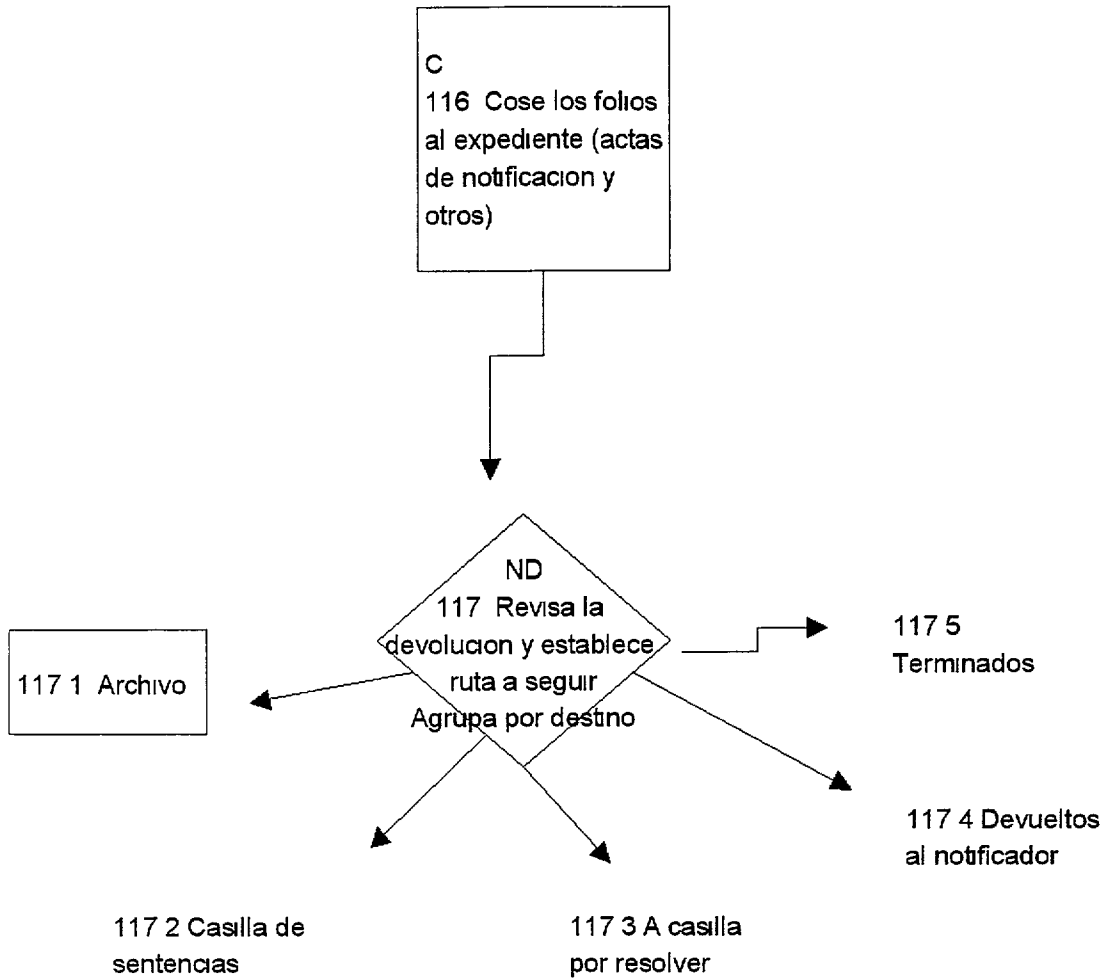 C
116 Cose los folios
al expediente (actas
de notificacion y
otros)
ND
117 Revisa la
devolucion y establece
ruta a seguir
Agrupa por destino
117 1 Archivo
117 5
Terminados
117 4 Devueltos
al notificador
117 2 Casilla de
sentencias
117 3 A casilla
por resolver